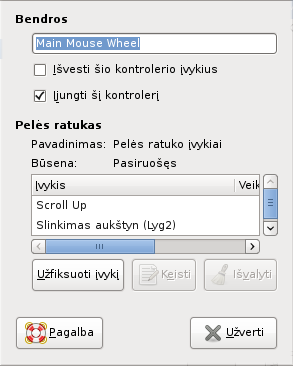 Bendros
Main Mouse Wheel
Išvesti šio kontrolerio įvykius
Įjungti šį kontrolerį
Pelės ratukas
Pavadinimas: Pelės ratuko įvykiai
Būsena: Pasiruošęs
Įvykis Veik
Scroll Up
Slinkimas aukštyn (Lyg2)
Užfiksuoti įvykį Keisti Išvalyti
Pagalba Užverti